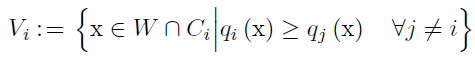 V_i := {x ∈ W ∩ C_i | q_i (x) ≥ q_j (x)  ∀j ≠ i}